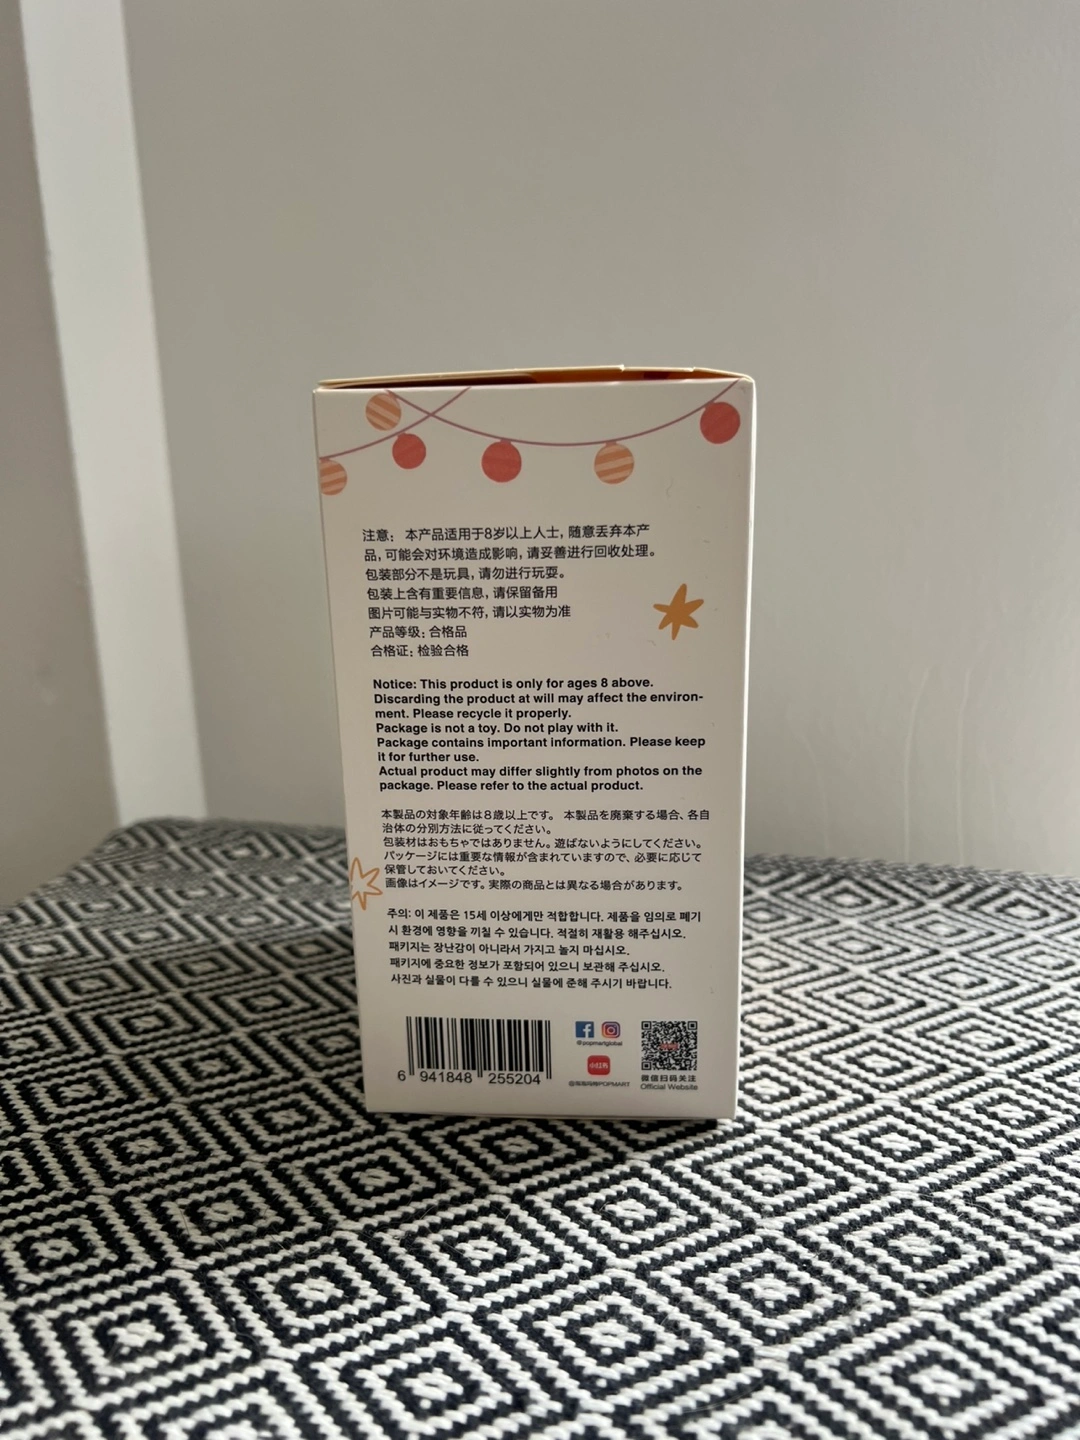 注意： 本产品适用于8岁以上人士, 随意丢弃本产
品, 可能会对环境造成影响, 请妥善进行回收处理。
包装部分不是玩具, 请勿进行玩耍。
包装上含有重要信息, 请保留备用
图片可能与实物不符, 请以实物为准
产品等级: 合格品
合格证: 检验合格
Notice: This product is only for ages 8 above.
Discarding the product at will may affect the environ-
ment. Please recycle it properly.
Package is not a toy. Do not play with it.
Package contains important information. Please keep
it for further use.
Actual product may differ slightly from photos on the
package. Please refer to the actual product.
本製品の対象年齢は8歳以上です。 本製品を廃棄する場合、各自
治体の分別方法に従ってください。
包装材はおもちゃではありません。遊ばないようにしてください。
パッケージには重要な情報が含まれていますので、必要に応じて
保管しておいてください。
画像はイメージです。実際の商品とは異なる場合があります。
주의: 이 제품은 15세 이상에게만 적합합니다. 제품을 임의로 폐기
시 환경에 영향을 끼칠 수 있습니다. 적절히 재활용 해주십시오.
패키지는 장난감이 아니라서 가지고 놀지 마십시오.
패키지에 중요한 정보가 포함되어 있으니 보관해 주십시오.
사진과 실물이 다를 수 있으니 실물에 준해 주시기 바랍니다.
6 941848 255204
@popmartglobal
小红书
POPMART
微信扫码关注
Official Website